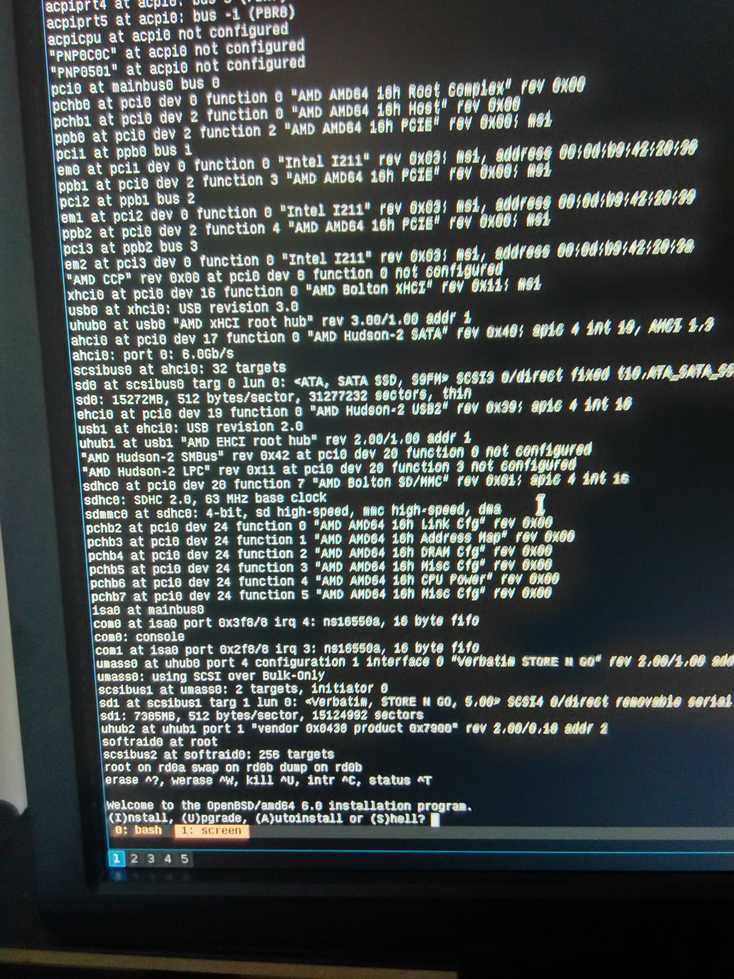 acpiprt4 at acpi0: bus
acpiprt5 at acpi0: bus -1 (PBR8)
acpicpu at acpi0 not configured
"PNP0C0C" at acpi0 not configured
"PNP0501" at acpi0 not configured
pci0 at mainbus0 bus 0
pchb0 at pci0 dev 0 function 0 "AMD AMD64 16h Root Complex" rev 0x00
pchb1 at pci0 dev 2 function 0 "AMD AMD64 16h Host" rev 0x00
ppb0 at pci0 dev 2 function 2 "AMD AMD64 16h PCIE" rev 0x00: msi
pci1 at ppb0 bus 1
em0 at pci1 dev 0 function 0 "Intel I211" rev 0x03: msi, address 00:0d:b9:42:20:38
ppb1 at pci0 dev 2 function 3 "AMD AMD64 16h PCIE" rev 0x00: msi
pci2 at ppb1 bus 2
em1 at pci2 dev 0 function 0 "Intel I211" rev 0x03: msi, address 00:0d:b9:42:20:39
ppb2 at pci0 dev 2 function 4 "AMD AMD64 16h PCIE" rev 0x00: msi
pci3 at ppb2 bus 3
em2 at pci3 dev 0 function 0 "Intel I211" rev 0x03: msi, address 00:0d:b9:42:20:3a
"AMD CCP" rev 0x00 at pci0 dev 8 function 0 not configured
xhci0 at pci0 dev 16 function 0 "AMD Bolton xHCI" rev 0x11: msi
usb0 at xhci0: USB revision 3.0
uhub0 at usb0 "AMD xHCI root hub" rev 3.00/1.00 addr 1
ahci0 at pci0 dev 17 function 0 "AMD Hudson-2 SATA" rev 0x40: apic 4 int 19, AHCI 1.3
ahci0: port 0: 6.0Gb/s
scsibus0 at ahci0: 32 targets
sd0 at scsibus0 targ 0 lun 0: <ATA, SATA SSD, S9FM> SCSI3 0/direct fixed t10.ATA_SATA_SS
sd0: 15272MB, 512 bytes/sector, 31277232 sectors, thin
ehci0 at pci0 dev 19 function 0 "AMD Hudson-2 USB2" rev 0x39: apic 4 int 18
usb1 at ehci0: USB revision 2.0
uhub1 at usb1 "AMD EHCI root hub" rev 2.00/1.00 addr 1
"AMD Hudson-2 SMBus" rev 0x42 at pci0 dev 20 function 0 not configured
"AMD Hudson-2 LPC" rev 0x11 at pci0 dev 20 function 3 not configured
sdhc0 at pci0 dev 20 function 7 "AMD Bolton SD/MMC" rev 0x01: apic 4 int 16
sdhc0: SDHC 2.0, 63 MHz base clock
sdmmc0 at sdhc0: 4-bit, sd high-speed, mmc high-speed, dma
pchb2 at pci0 dev 24 function 0 "AMD AMD64 16h Link Cfg" rev 0x00
pchb3 at pci0 dev 24 function 1 "AMD AMD64 16h Address Map" rev 0x00
pchb4 at pci0 dev 24 function 2 "AMD AMD64 16h DRAM Cfg" rev 0x00
pchb5 at pci0 dev 24 function 3 "AMD AMD64 16h Misc Cfg" rev 0x00
pchb6 at pci0 dev 24 function 4 "AMD AMD64 16h CPU Power" rev 0x00
pchb7 at pci0 dev 24 function 5 "AMD AMD64 16h Misc Cfg" rev 0x00
isa0 at mainbus0
com0 at isa0 port 0x3f8/8 irq 4: ns16550a, 16 byte fifo
com0: console
com1 at isa0 port 0x2f8/8 irq 3: ns16550a, 16 byte fifo
umass0 at uhub0 port 4 configuration 1 interface 0 "Verbatim STORE N GO" rev 2.00/1.00 add
umass0: using SCSI over Bulk-Only
scsibus1 at umass0: 2 targets, initiator 0
sd1 at scsibus1 targ 1 lun 0: <Verbatim, STORE N GO, 5.00> SCSI4 0/direct removable serial
sd1: 7385MB, 512 bytes/sector, 15124992 sectors
uhub2 at uhub1 port 1 "vendor 0x0438 product 0x7900" rev 2.00/0.18 addr 2
softraid0 at root
scsibus2 at softraid0: 256 targets
root on rd0a swap on rd0b dump on rd0b
erase ^?, werase ^W, kill ^U, intr ^C, status ^T
Welcome to the OpenBSD/amd64 6.0 installation program.
(I)nstall, (U)pgrade, (A)utoinstall or (S)hell?
0: bash 1: screen
1 2 3 4 5